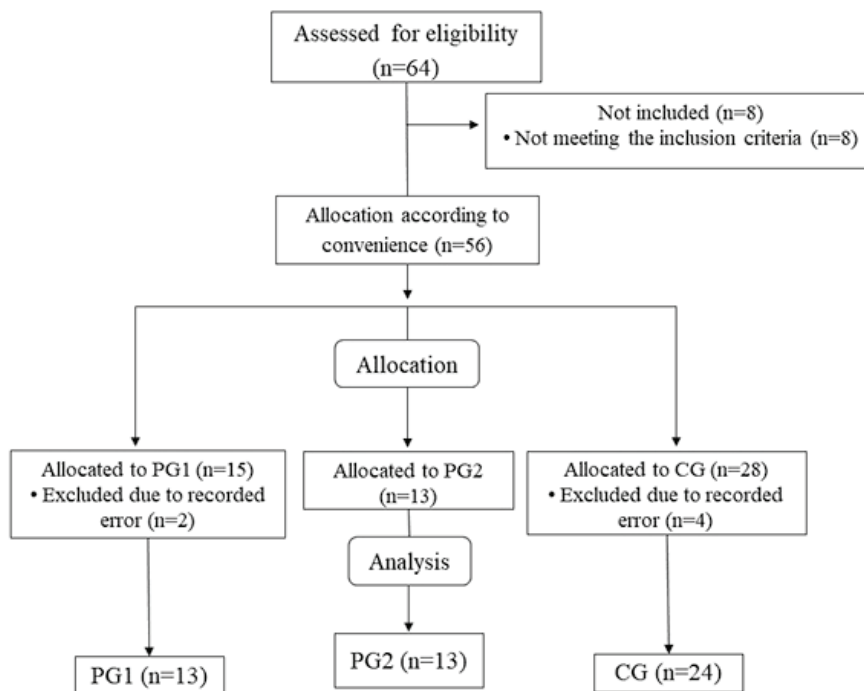 Assessed for eligibility
(n=64)
Not included (n=8)
• Not meeting the inclusion criteria (n=8)
Allocation according to
convenience (n=56)
Allocation
Allocated to PG1 (n=15)
• Excluded due to recorded
error (n=2)
Allocated to PG2
(n=13)
Allocated to CG (n=28)
• Excluded due to recorded
error (n=4)
Analysis
PG1 (n=13)
PG2 (n=13)
CG (n=24)